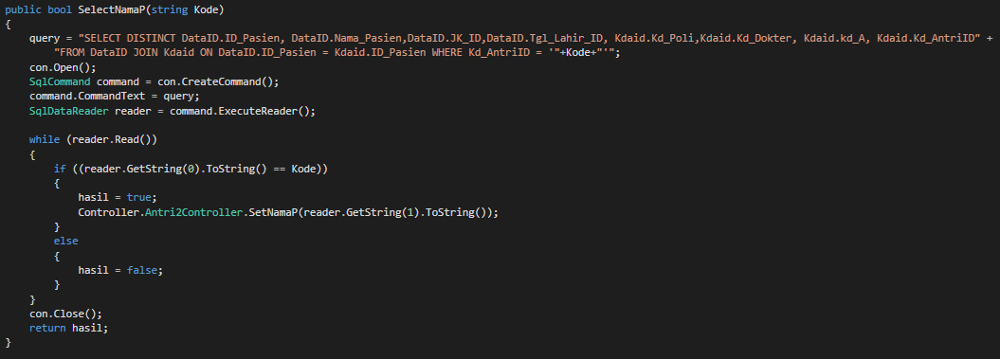 public bool SelectNamaP(string Kode)
{
query = "SELECT DISTINCT DataID.ID_Pasien, DataID.Nama_Pasien,DataID.JK_ID,DataID.Tgl_Lahir_ID, Kdaid.Kd_Poli,Kdaid.Kd_Dokter, Kdaid.kd_A, Kdaid.Kd_AntriID" +
"FROM DataID JOIN Kdaid ON DataID.ID_Pasien = Kdaid.ID_Pasien WHERE Kd_AntriID = '"+Kode+"'";
con.Open();
SqlCommand command = con.CreateCommand();
command.CommandText = query;
SqlDataReader reader = command.ExecuteReader();
while (reader.Read())
{
if ((reader.GetString(0).ToString() == Kode))
{
hasil = true;
Controller.Antri2Controller.SetNamaP(reader.GetString(1).ToString());
}
else
{
hasil = false;
}
}
con.Close();
return hasil;
}